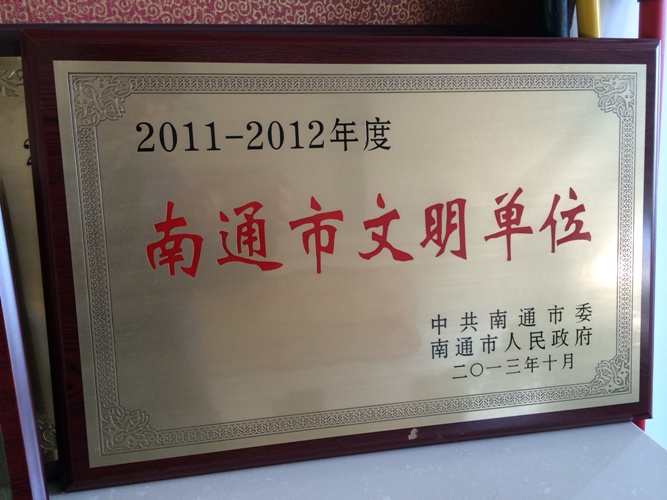 2011-2012年度
南通市文明单位
中共南通市委
南通市人民政府
二〇一三年十月